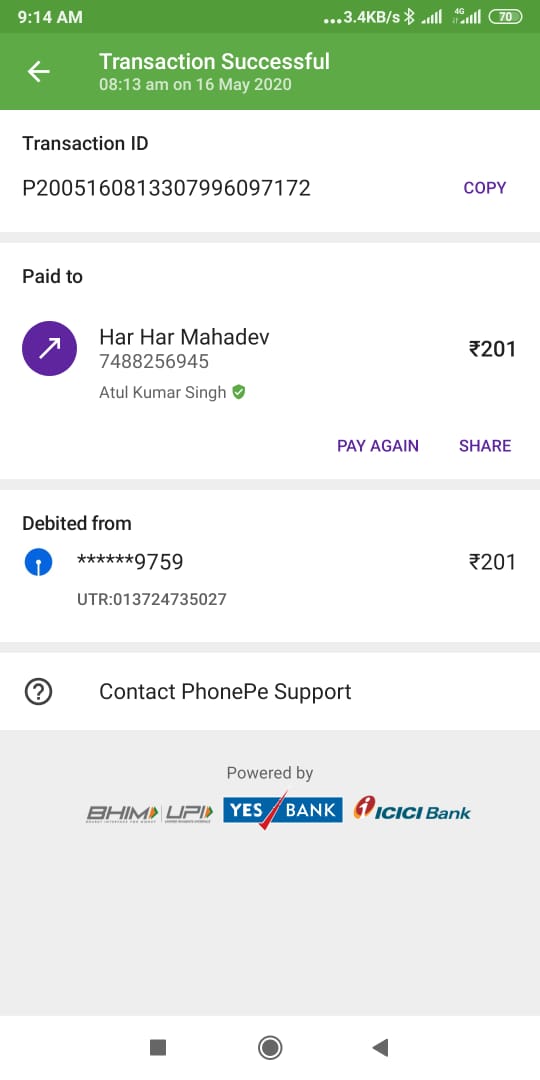 9:14 AM ...3.4KB/s 4G 70
Transaction Successful
08:13 am on 16 May 2020
Transaction ID
P2005160813307996097172 COPY
Paid to
Har Har Mahadev ₹201
7488256945
Atul Kumar Singh
PAY AGAIN SHARE
Debited from
******9759 ₹201
UTR:013724735027
Contact PhonePe Support
Powered by
BHIM UPI YES BANK ICICI Bank